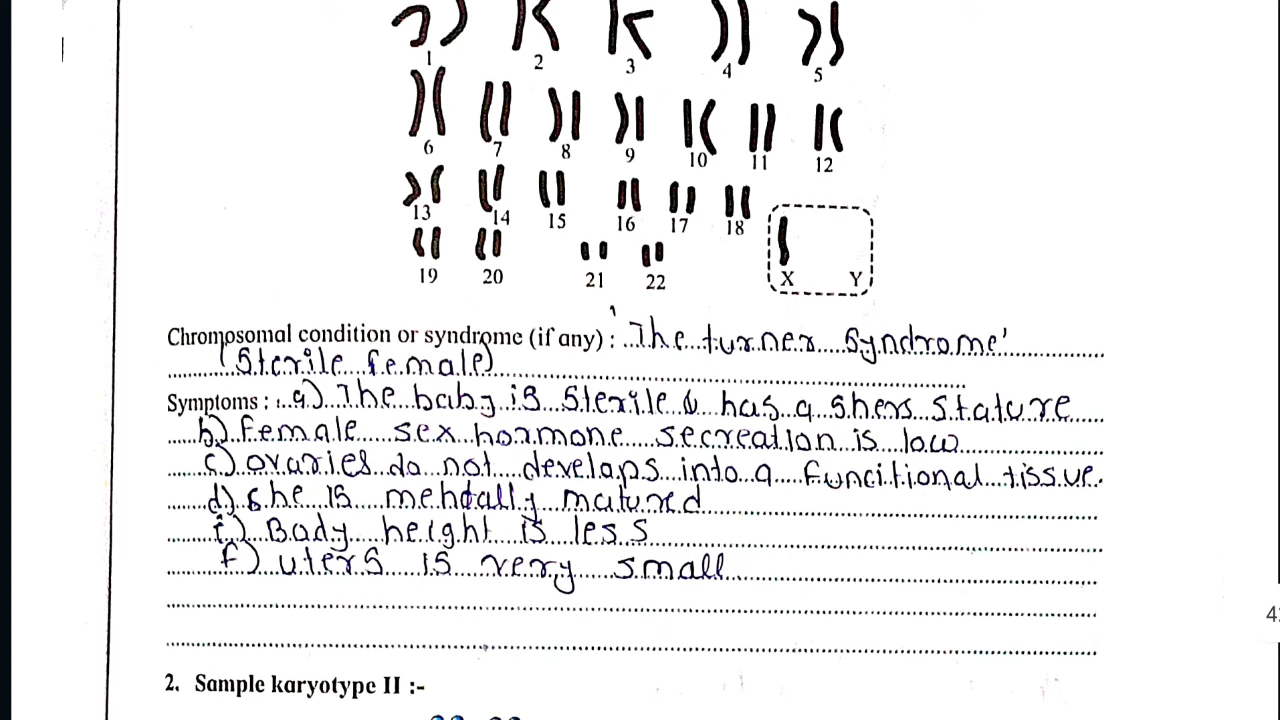 1 2 3 4 5
6 7 8 9 10 11 12
13 14 15 16 17 18
19 20 21 22 X Y
Chromosomal condition or syndrome (if any) : 'The turner Syndrome'
(Sterile female)
Symptoms : a) The baby is Sterile & has a shers stature
b) female sex hormone secreation is low
c) ovaries do not develaps into a funcitional tissue.
d) she is mehtally matured
Body height is less
f) uters is very small
42
2. Sample karyotype II :-